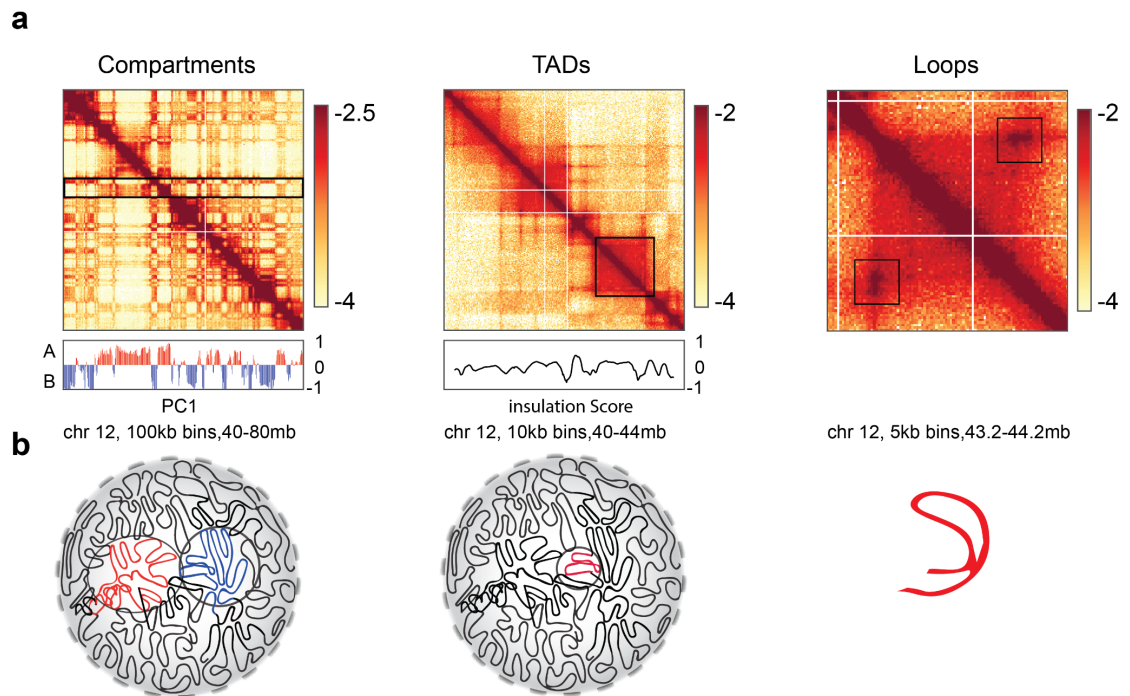 a
Compartments
TADs
Loops
-2.5
-4
-2
-4
-2
-4
A
B
1
0
-1
1
0
-1
PC1
insulation Score
chr 12, 100kb bins,40-80mb
chr 12, 10kb bins,40-44mb
chr 12, 5kb bins,43.2-44.2mb
b